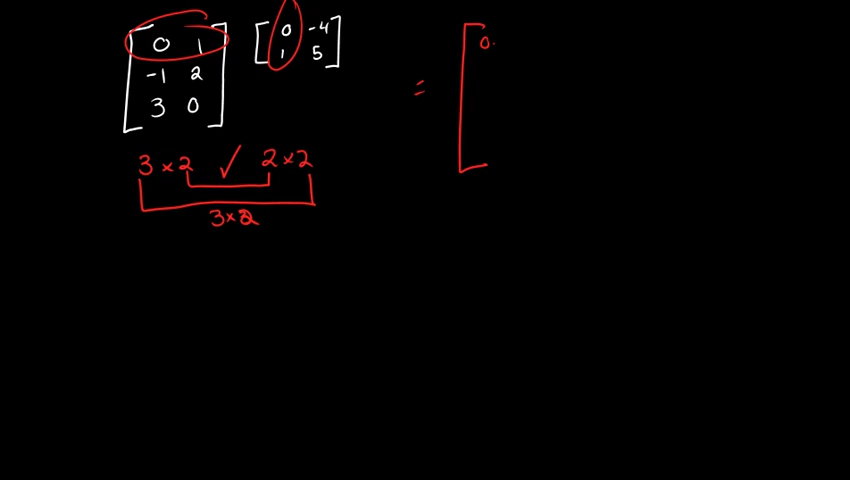 0 1 0 -4 0.
-1 2 1 5
3 0 =
3 × 2 ✓ 2 × 2
3 × 2